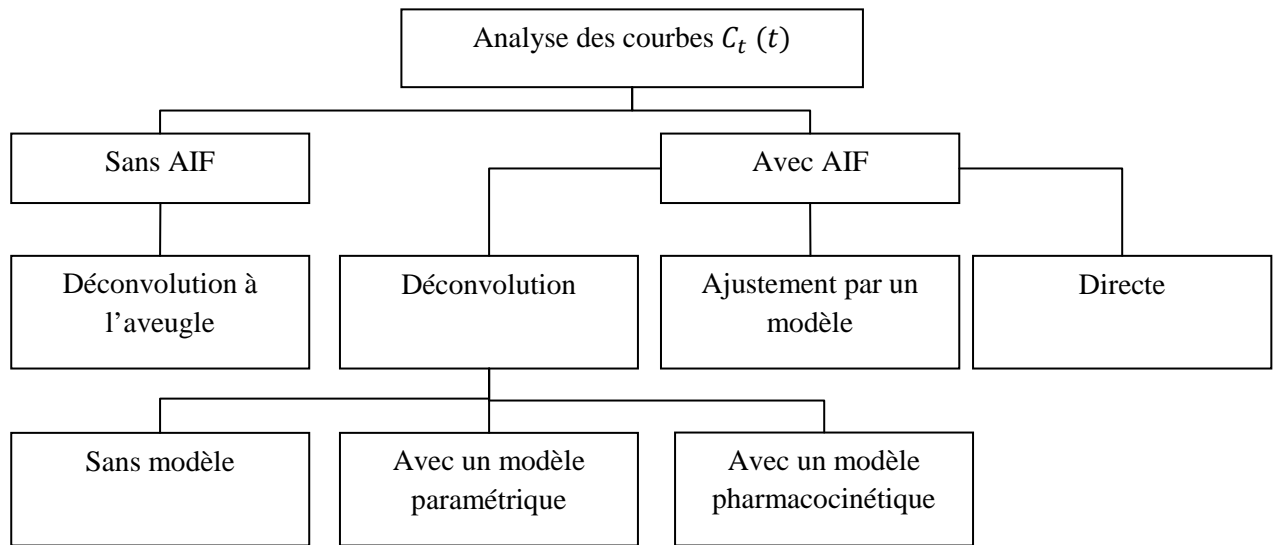 Analyse des courbes C_t (t)
Sans AIF
Avec AIF
Déconvolution à
l’aveugle
Déconvolution
Ajustement par un
modèle
Directe
Sans modèle
Avec un modèle
paramétrique
Avec un modèle
pharmacocinétique